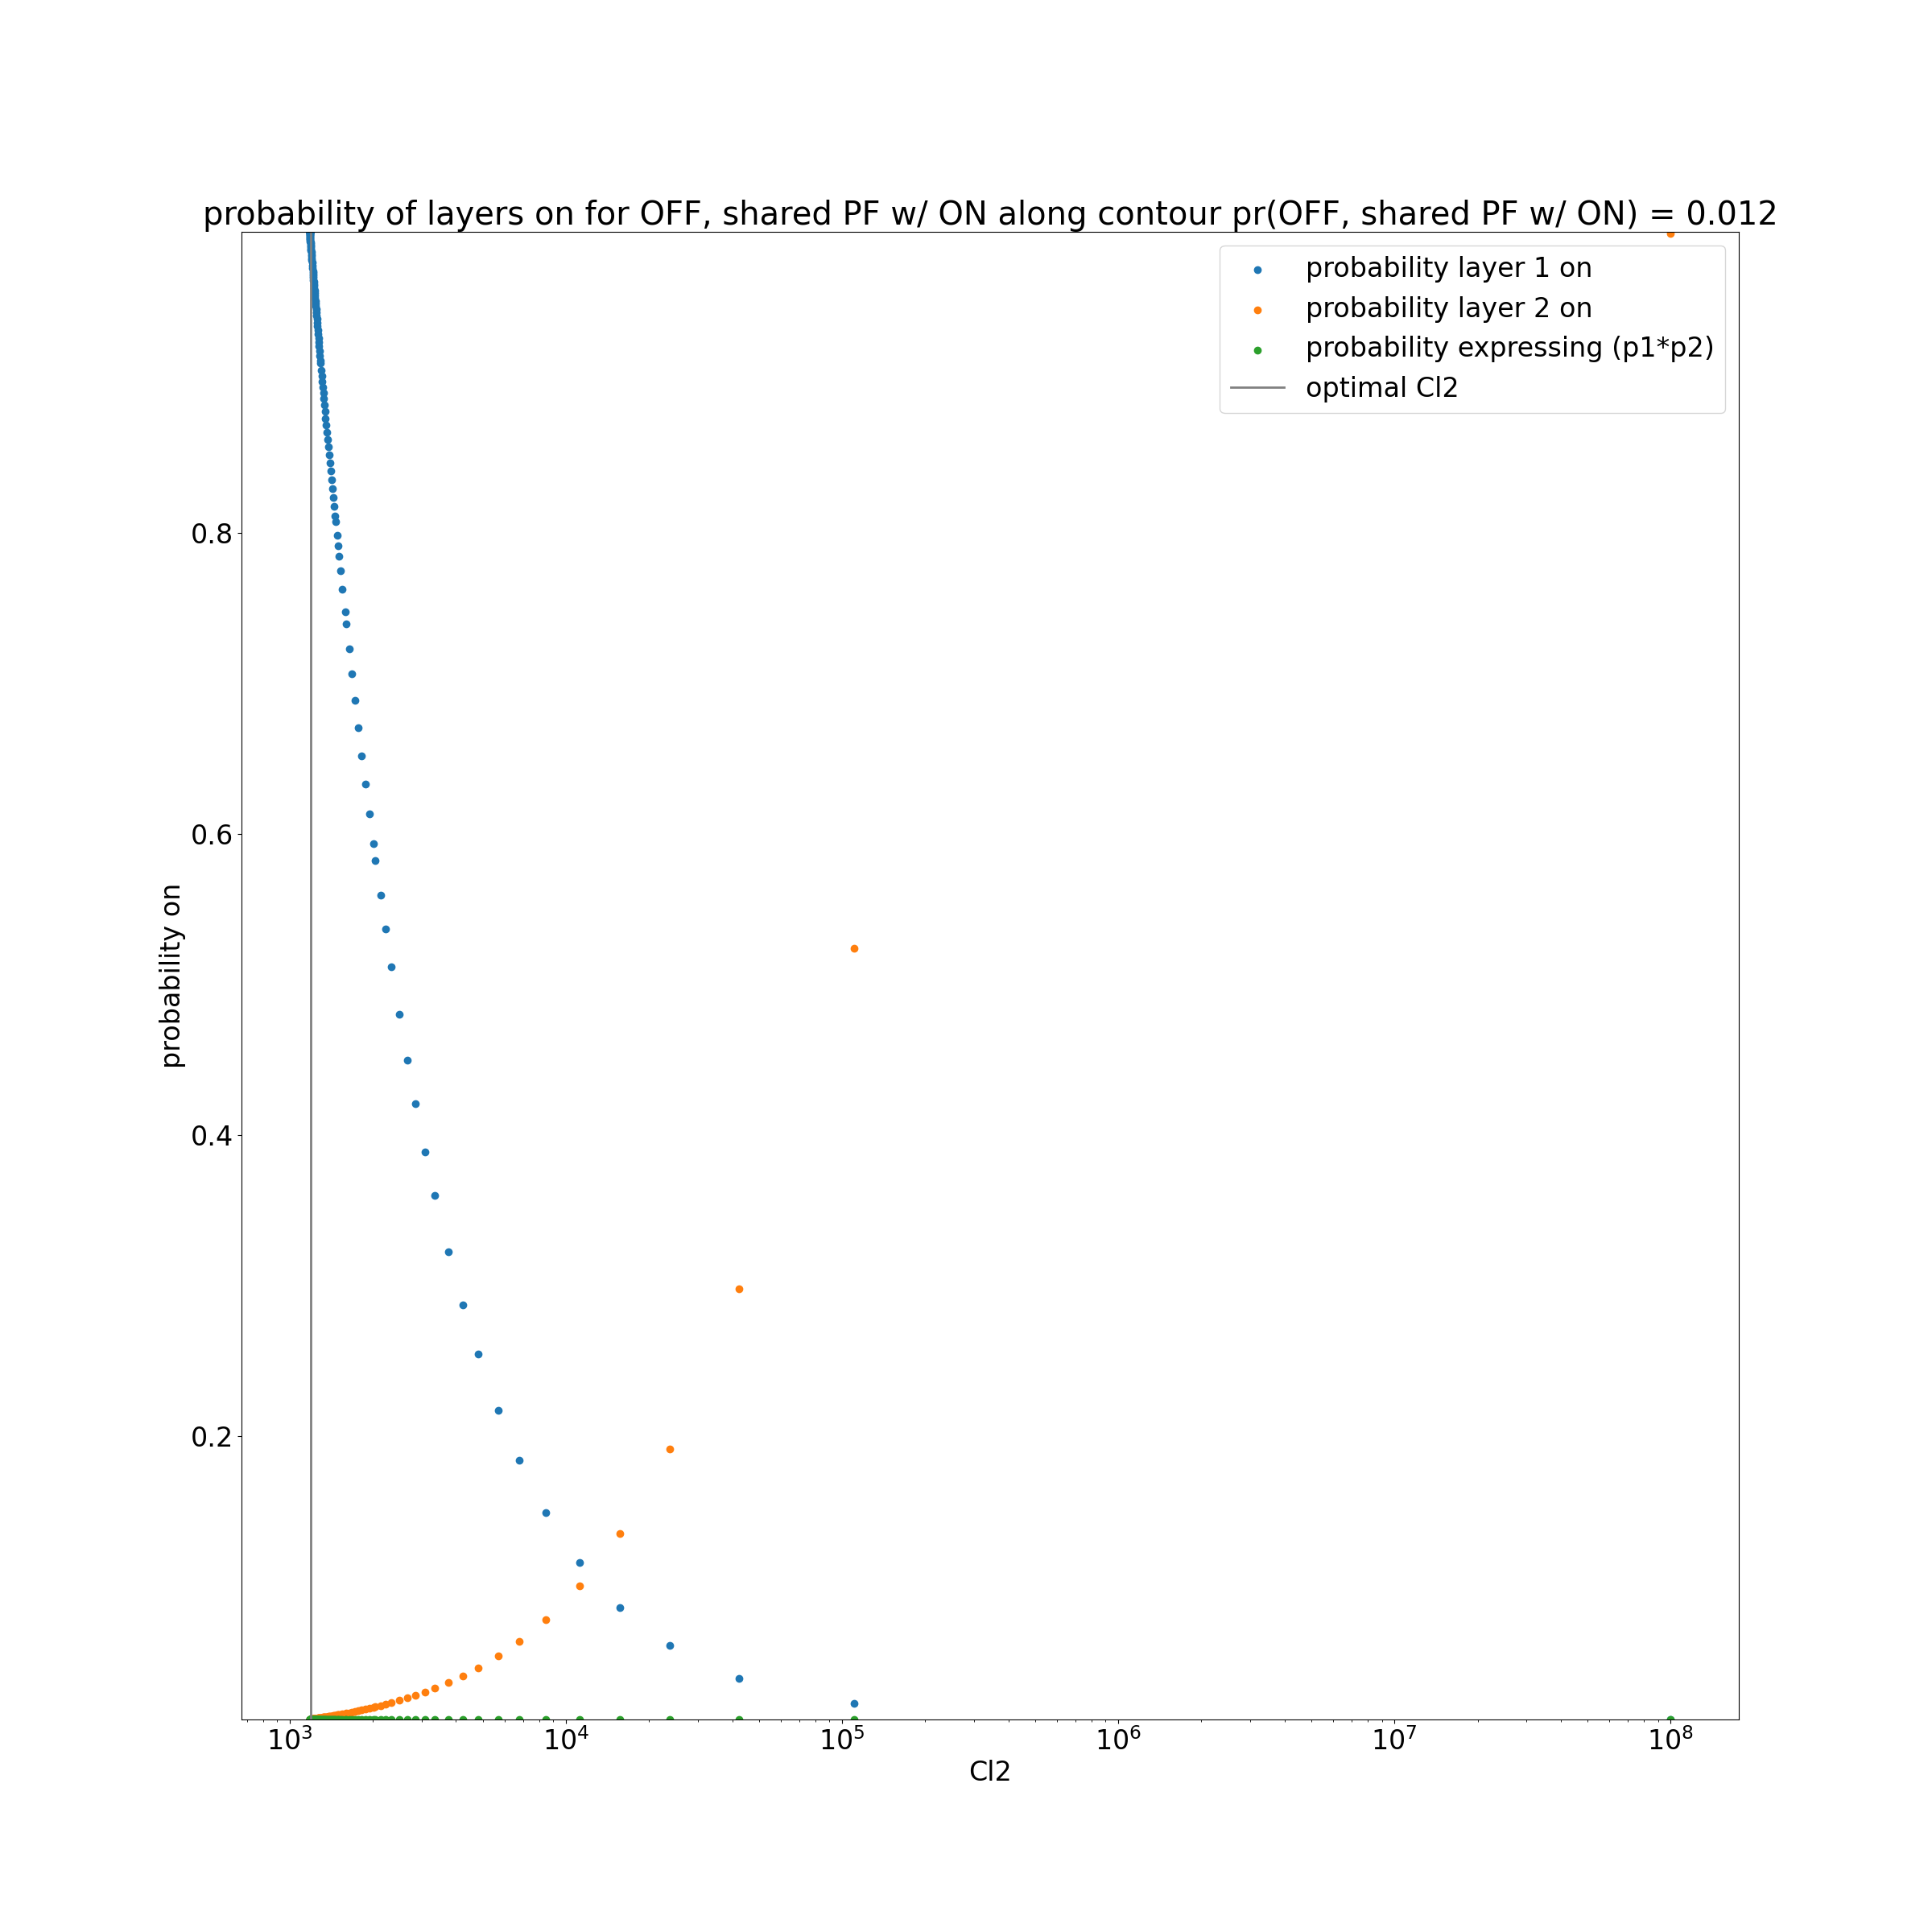 probability of layers on for OFF, shared PF w/ ON along contour pr(OFF, shared PF w/ ON) = 0.012
probability layer 1 on
probability layer 2 on
probability expressing (p1*p2)
optimal Cl2
0.8
0.6
0.4
0.2
probability on
10³ 10⁴ 10⁵ 10⁶ 10⁷ 10⁸
Cl2